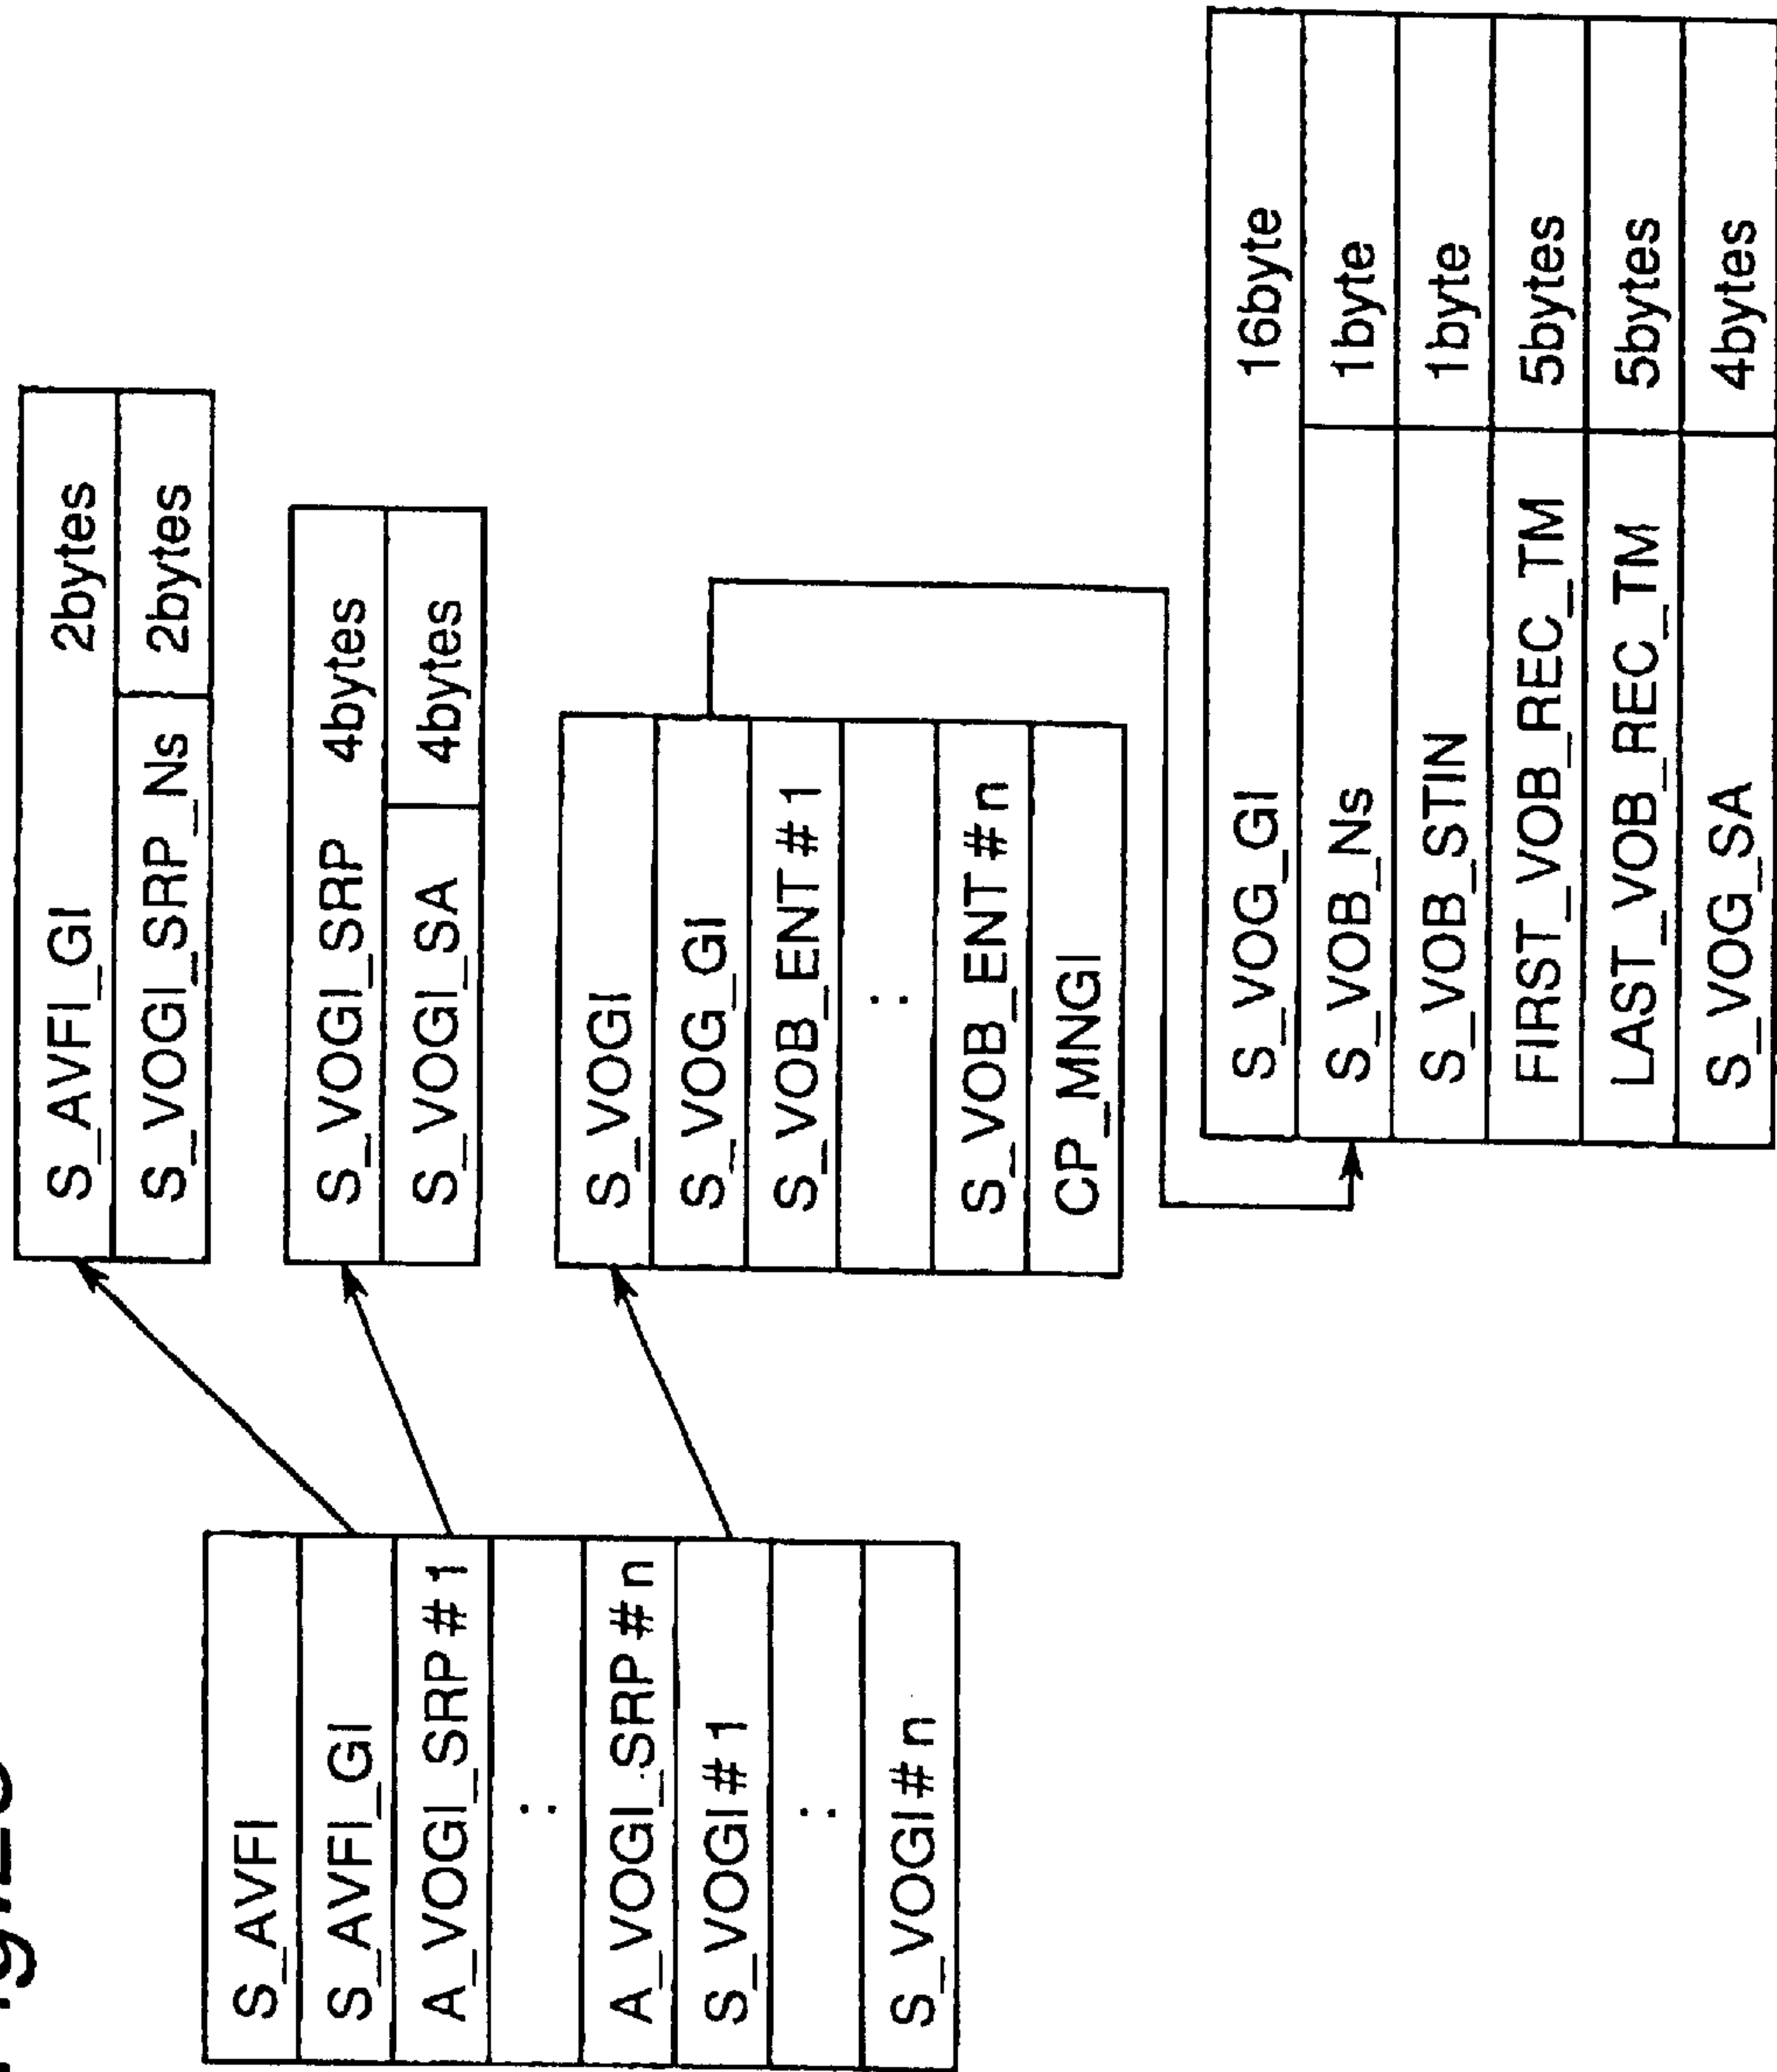 S_AVFI
S_AVFI_GI
A_VOGI_SRP#1
:
A_VOGI_SRP#n
S_VOGI#1
:
S_VOGI#n
S_AVFI_GI 2bytes
S_VOGI_SRP_Ns 2bytes
S_VOGI_SRP 4bytes
S_VOGI_SA 4bytes
S_VOGI
S_VOG_GI
S_VOB_ENT#1
:
S_VOB_ENT#n
CP_MNGI
S_VOG_GI 16byte
S_VOB_Ns 1byte
S_VOB_STIN 1byte
FIRST_VOB_REC_TM 5bytes
LAST_VOB_REC_TM 5bytes
S_VOG_SA 4bytes